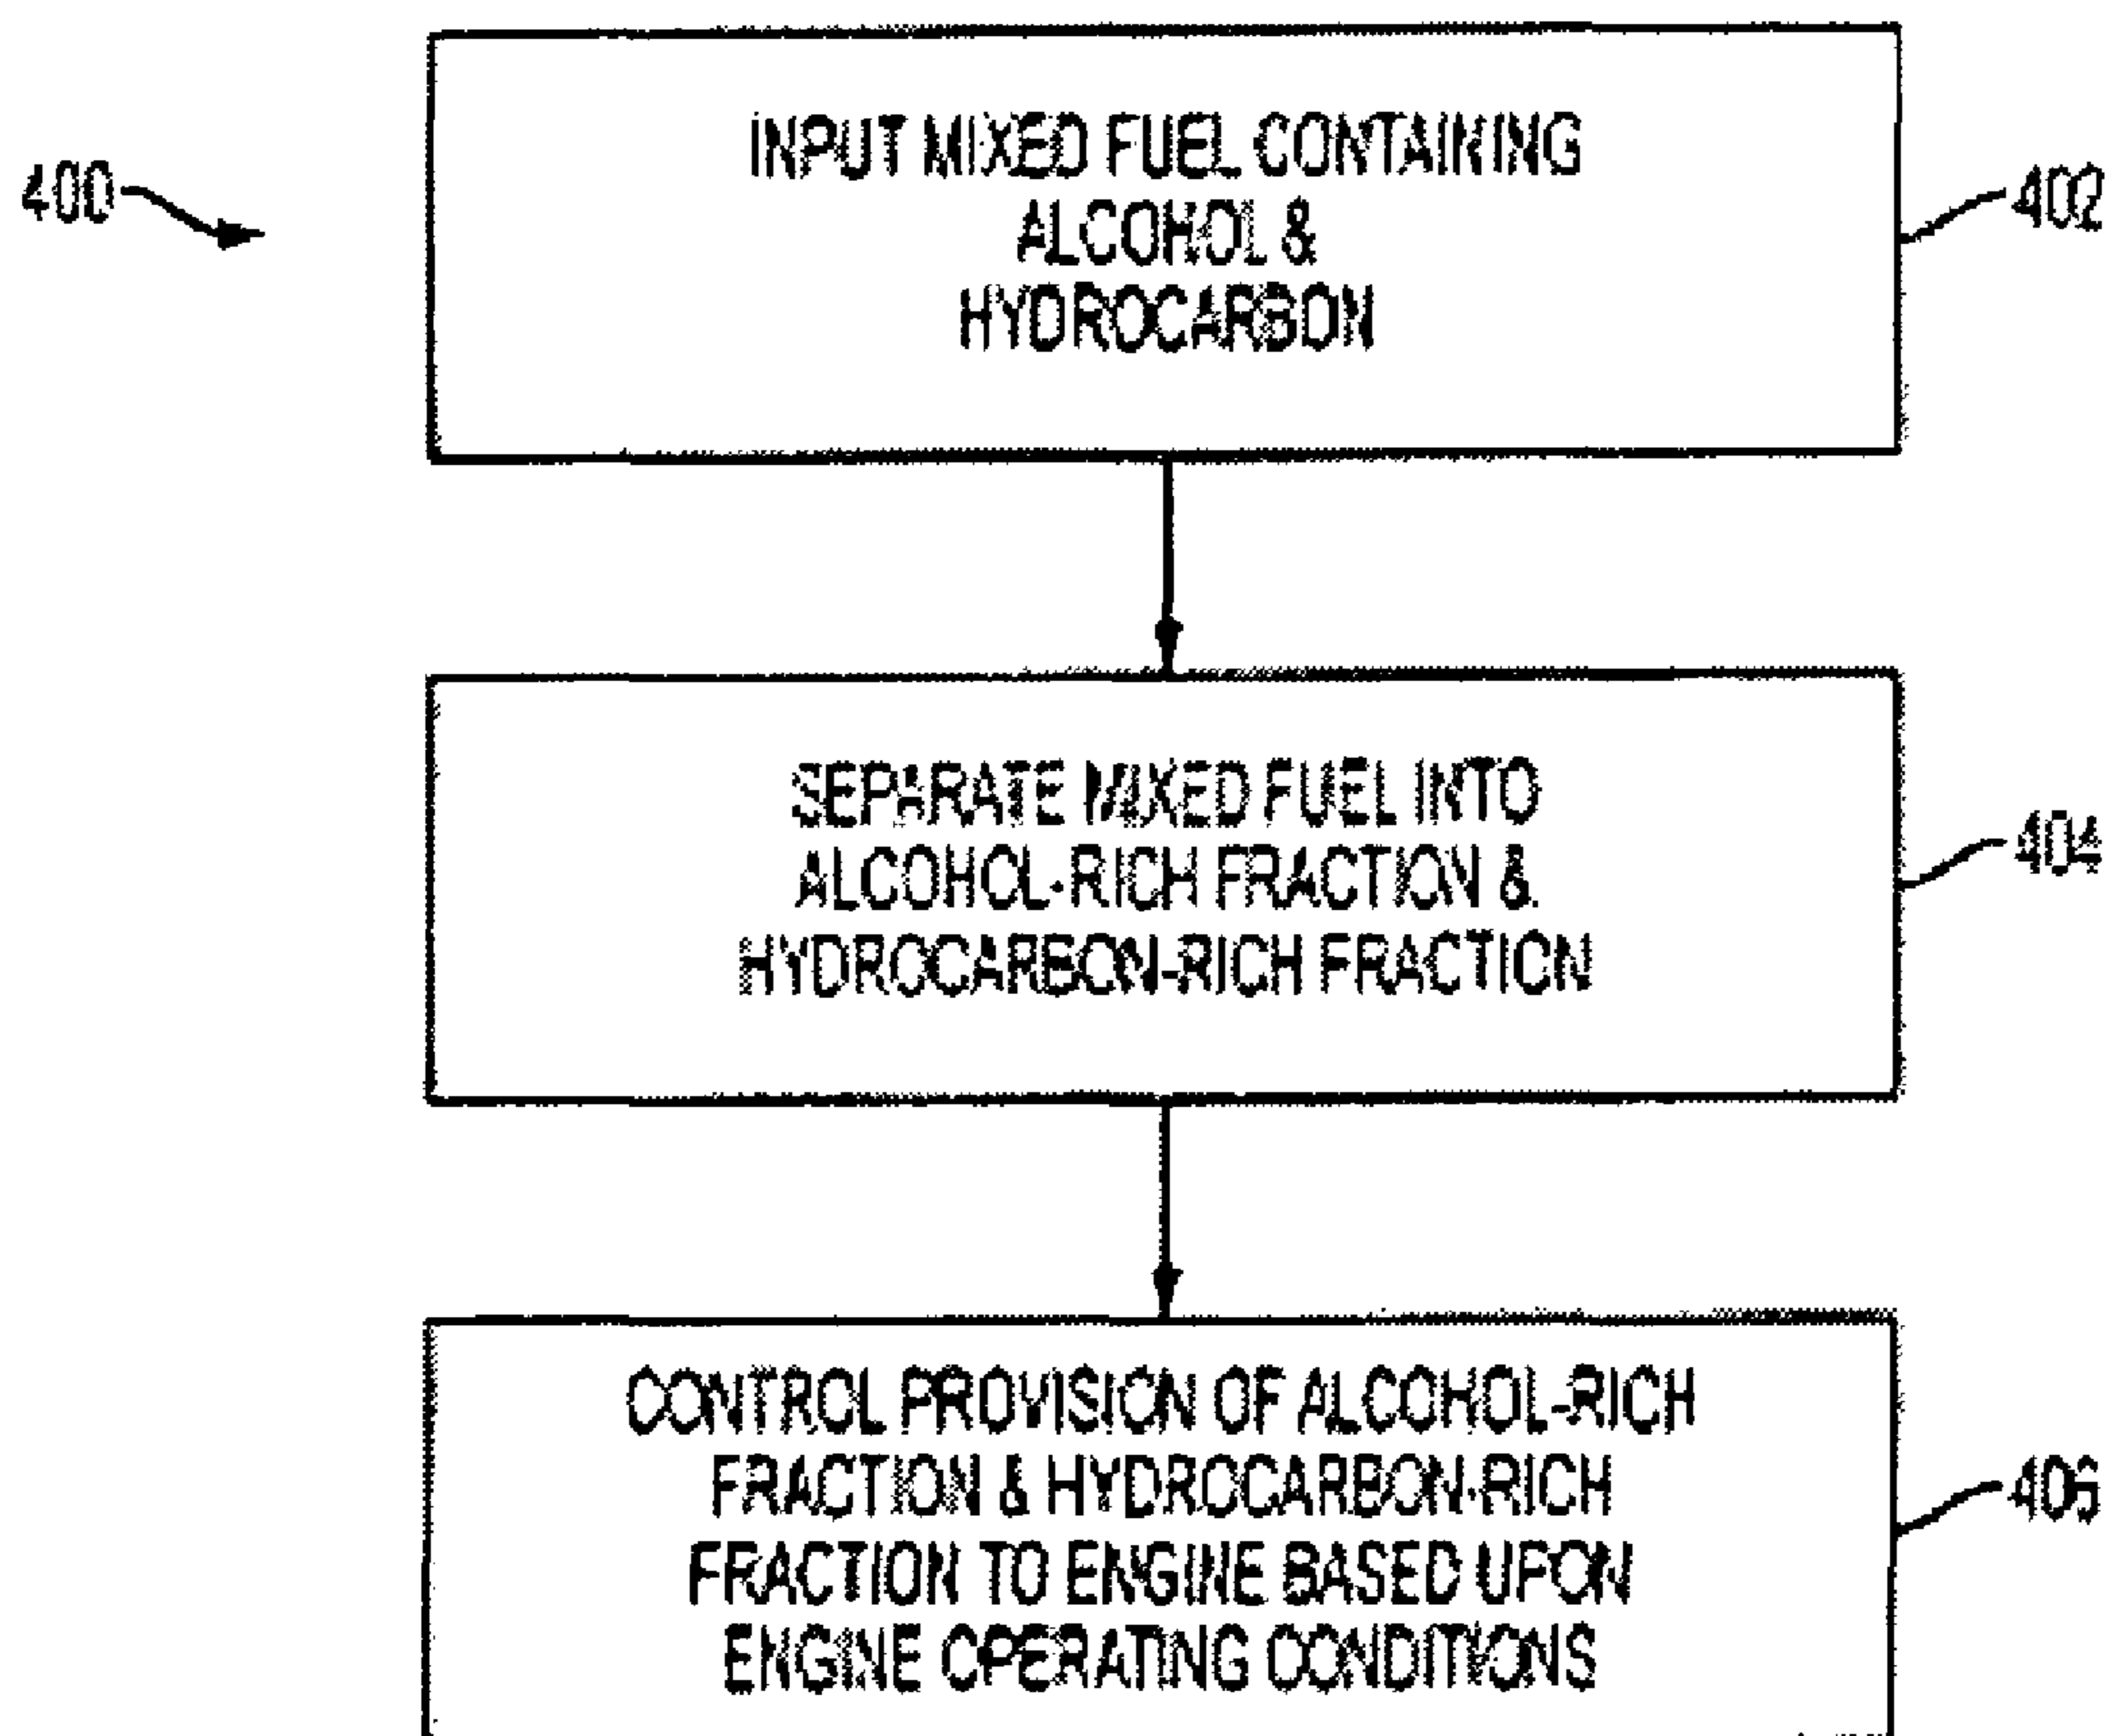 400
INPUT MIXED FUEL CONTAINING
ALCOHOL &
HYDROCARBON
402
SEPARATE MIXED FUEL INTO
ALCOHOL-RICH FRACTION &
HYDROCARBON-RICH FRACTION
404
CONTROL PROVISION OF ALCOHOL-RICH
FRACTION & HYDROCARBON-RICH
FRACTION TO ENGINE BASED UPON
ENGINE OPERATING CONDITIONS
406